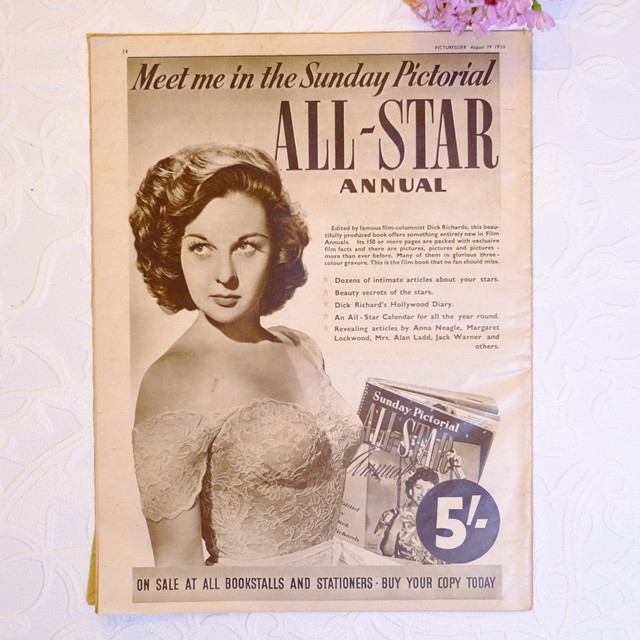 24
PICTUREGOER August 19 1950
Meet me in the Sunday Pictorial
ALL-STAR
ANNUAL
Edited by famous film-columnist Dick Richards, this beau-
tifully produced book offers something entirely new in Film
Annuals. Its 150 or more pages are packed with exclusive
film facts and there are pictures, pictures and pictures -
more than ever before. Many of them in glorious three-
colour gravure. This is the film book that no fan should miss.
Dozens of intimate articles about your stars.
Beauty secrets of the stars.
Dick Richard's Hollywood Diary.
An All-Star Calendar for all the year round.
Revealing articles by Anna Neagle, Margaret
Lockwood, Mrs. Alan Ladd, Jack Warner and
others.
Sunday Pictorial
ALL-STAR
Annual
5/-
ON SALE AT ALL BOOKSTALLS AND STATIONERS · BUY YOUR COPY TODAY